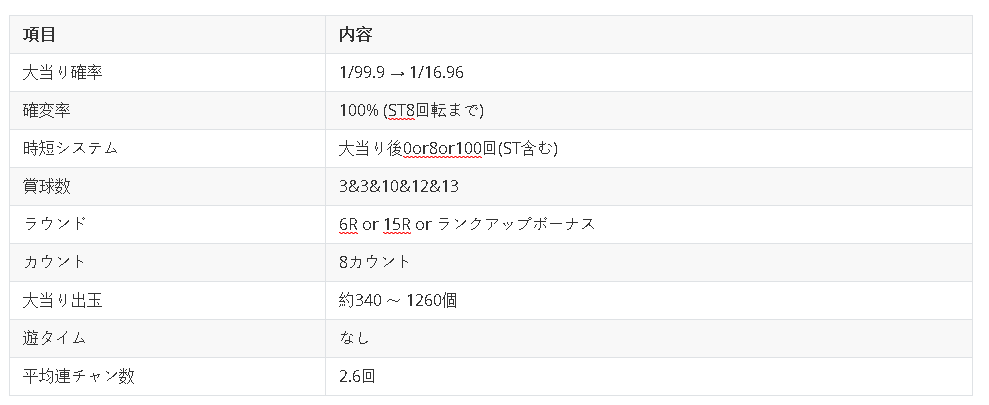 項目 内容
大当り確率 1/99.9 → 1/16.96
確変率 100% (ST8回転まで)
時短システム 大当り後0or8or100回(ST含む)
賞球数 3&3&10&12&13
ラウンド 6R or 15R or ランクアップボーナス
カウント 8カウント
大当り出玉 約340 ～ 1260個
遊タイム なし
平均連チャン数 2.6回